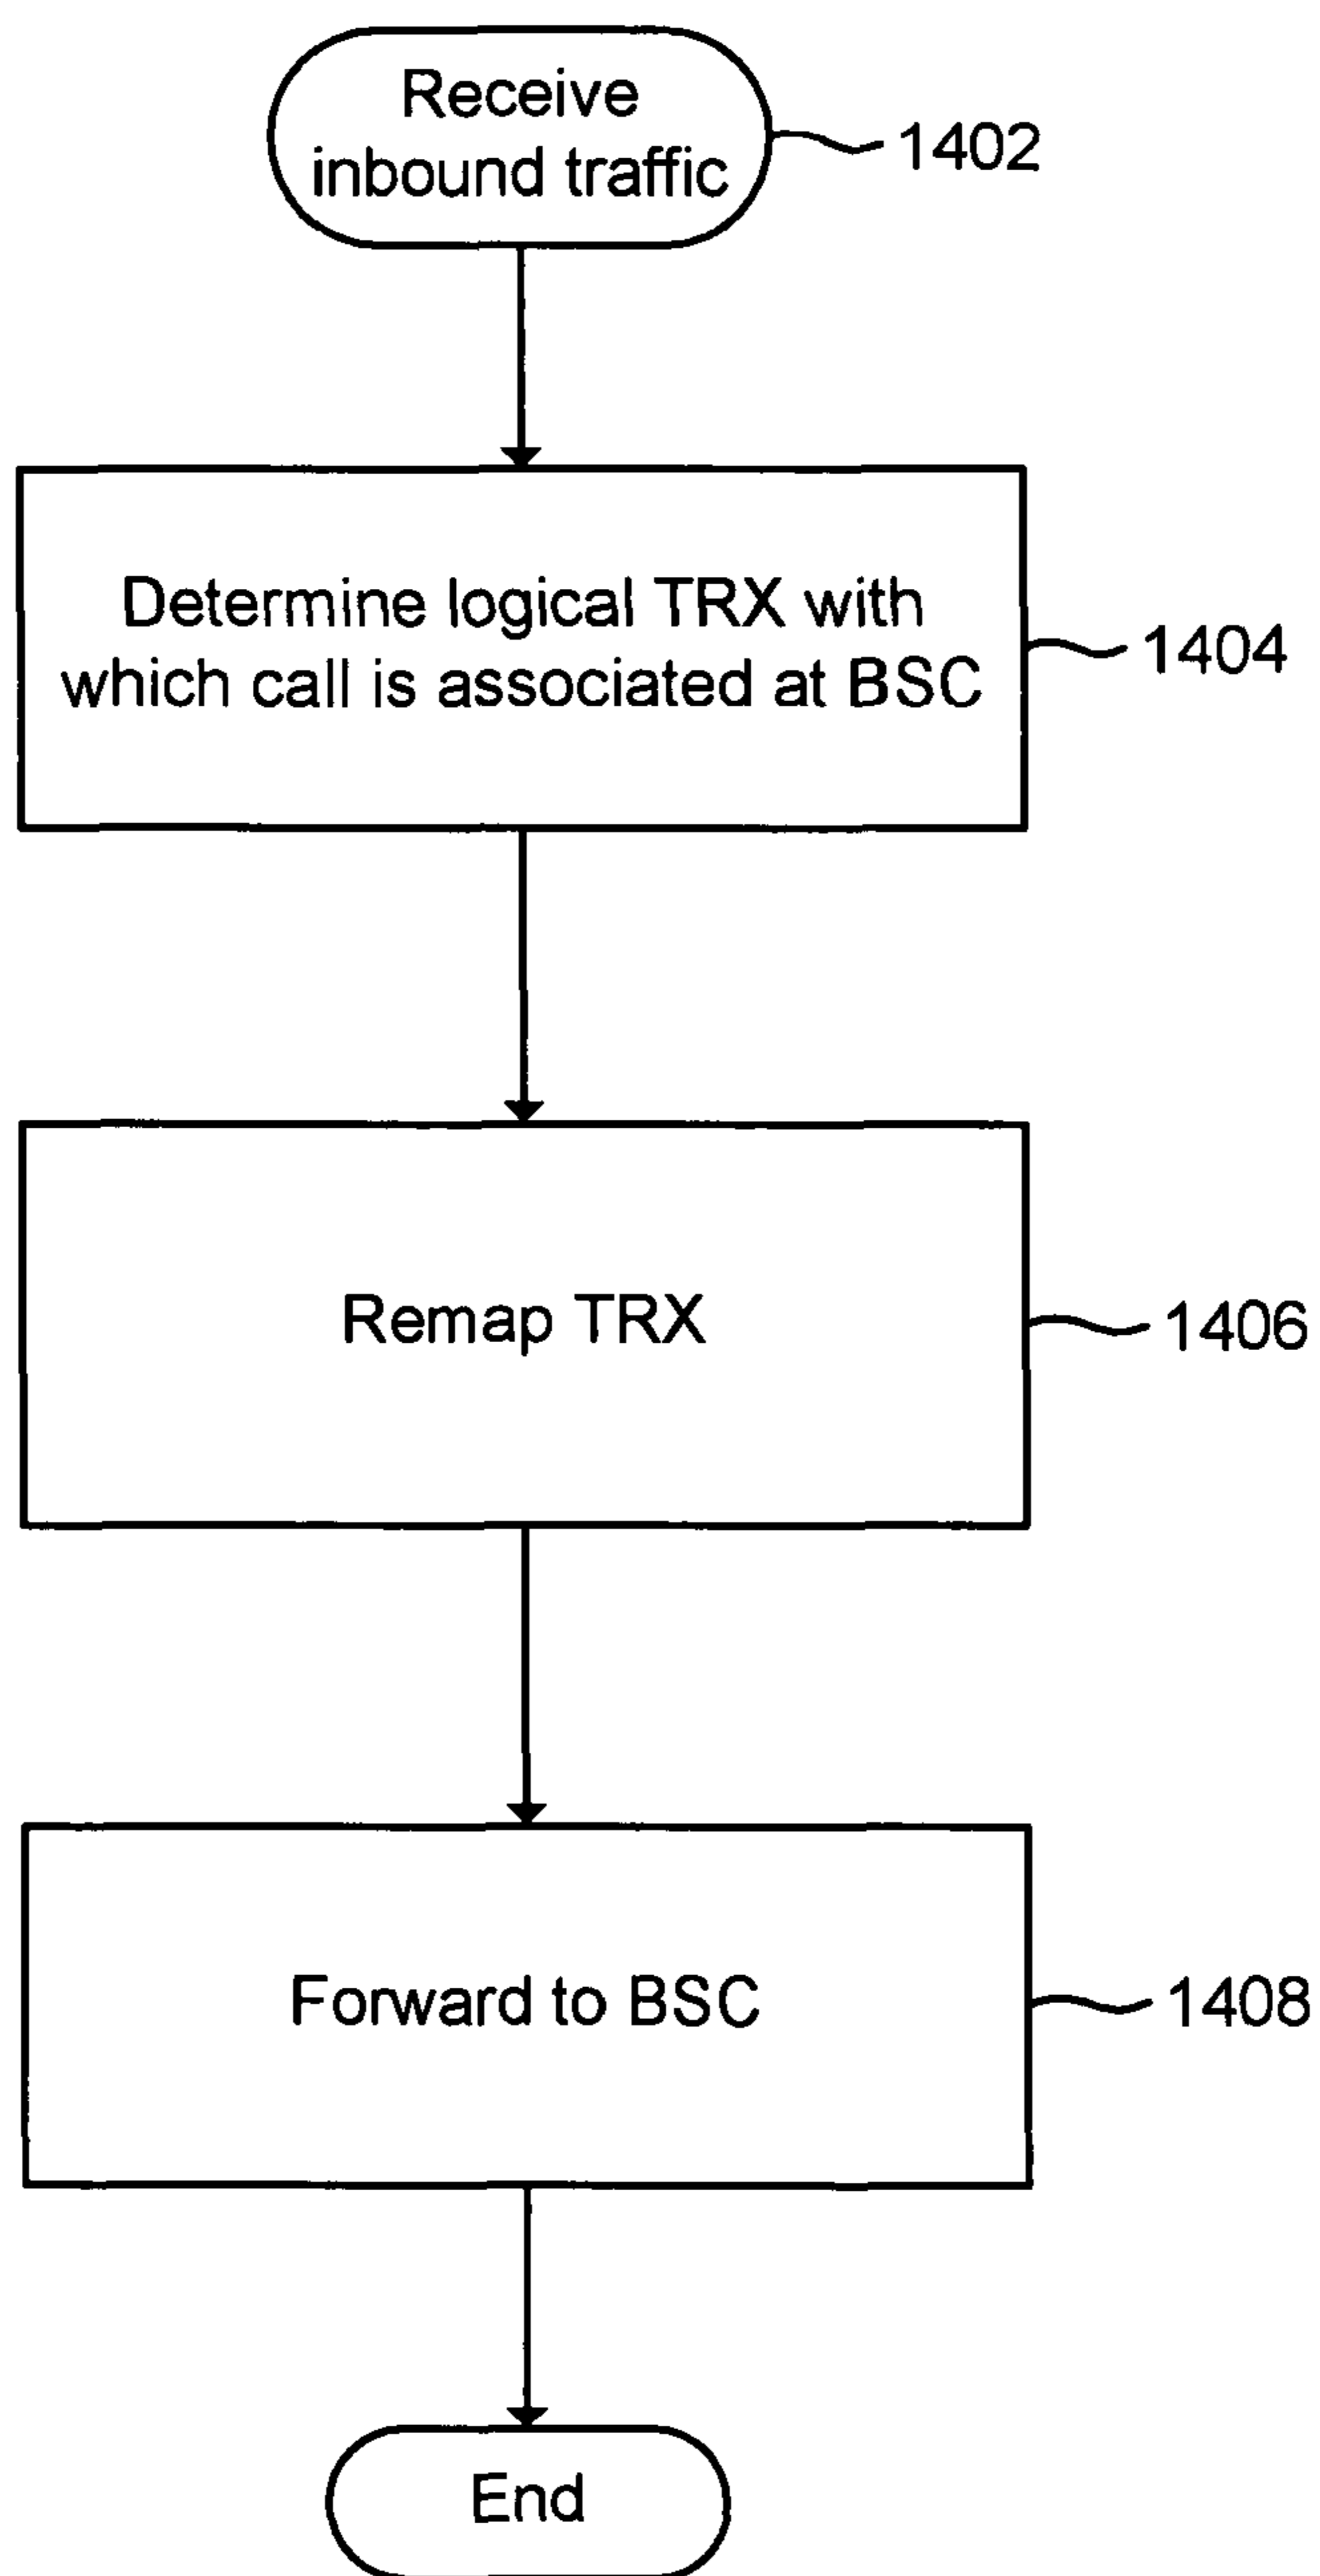 Receive
inbound traffic
1402
Determine logical TRX with
which call is associated at BSC
1404
Remap TRX
1406
Forward to BSC
1408
End